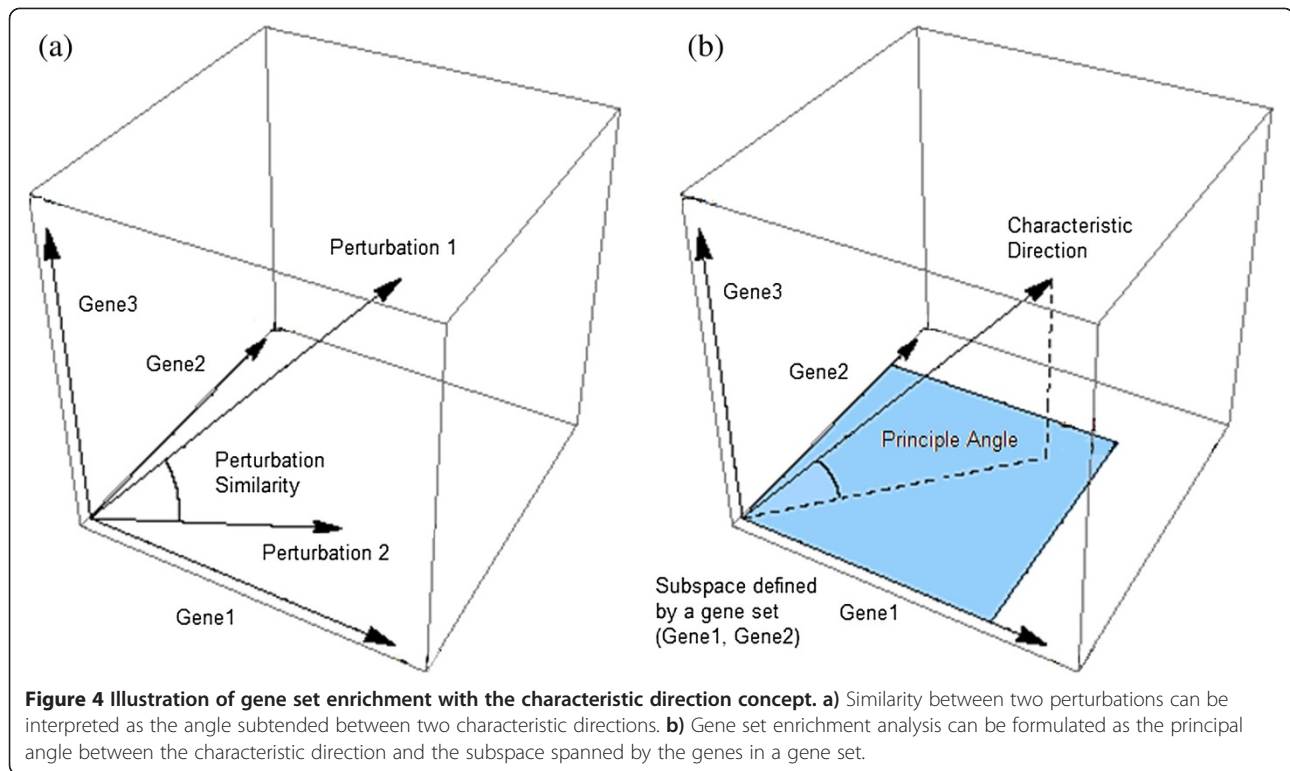 (a)
Perturbation 1
Gene3
Gene2
Perturbation
Similarity
Perturbation 2
Gene1
(b)
Characteristic
Direction
Gene3
Gene2
Principle Angle
Subspace defined
by a gene set
(Gene1, Gene2)
Gene1
Figure 4 Illustration of gene set enrichment with the characteristic direction concept. a) Similarity between two perturbations can be
interpreted as the angle subtended between two characteristic directions. b) Gene set enrichment analysis can be formulated as the principal
angle between the characteristic direction and the subspace spanned by the genes in a gene set.